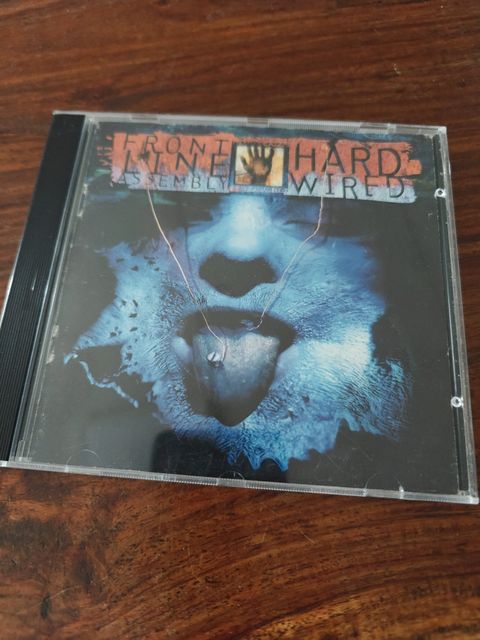 FRONT
LINE
ASSEMBLY
HARD
WIRED